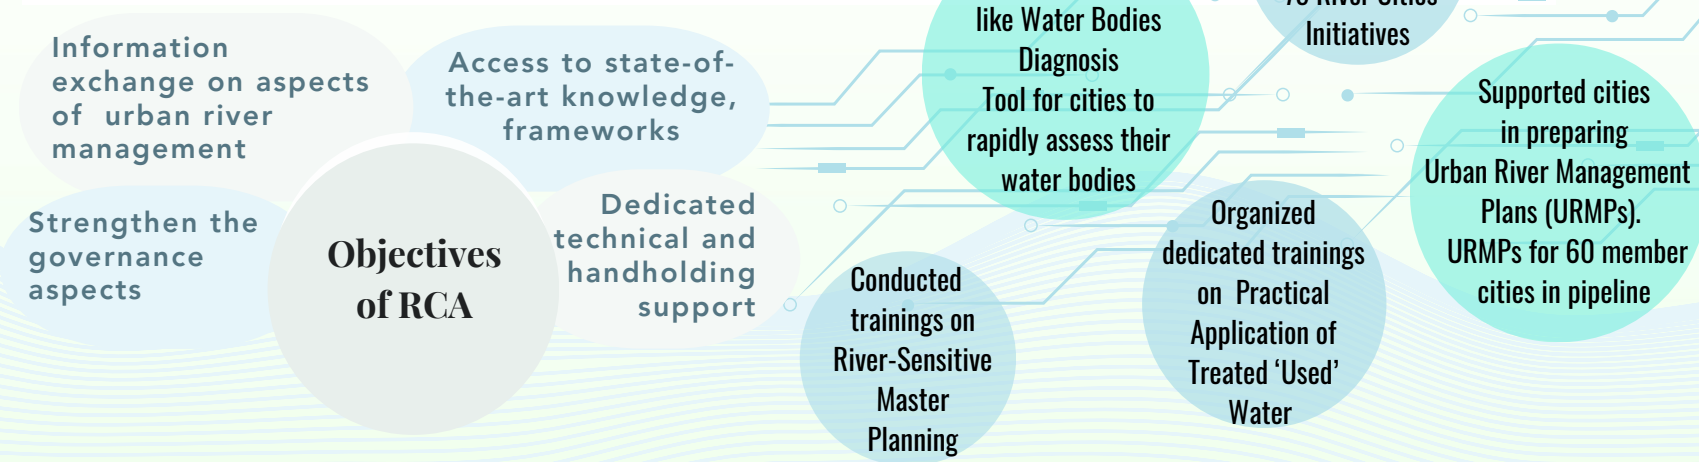 Information
exchange on aspects
of urban river
management
Access to state-of-
the-art knowledge,
frameworks
Strengthen the
governance
aspects
Objectives
of RCA
Dedicated
technical and
handholding
support
like Water Bodies
Diagnosis
Tool for cities to
rapidly assess their
water bodies
Initiatives
Conducted
trainings on
River-Sensitive
Master
Planning
Organized
dedicated trainings
on Practical
Application of
Treated ‘Used’
Water
Supported cities
in preparing
Urban River Management
Plans (URMPs).
URMPs for 60 member
cities in pipeline